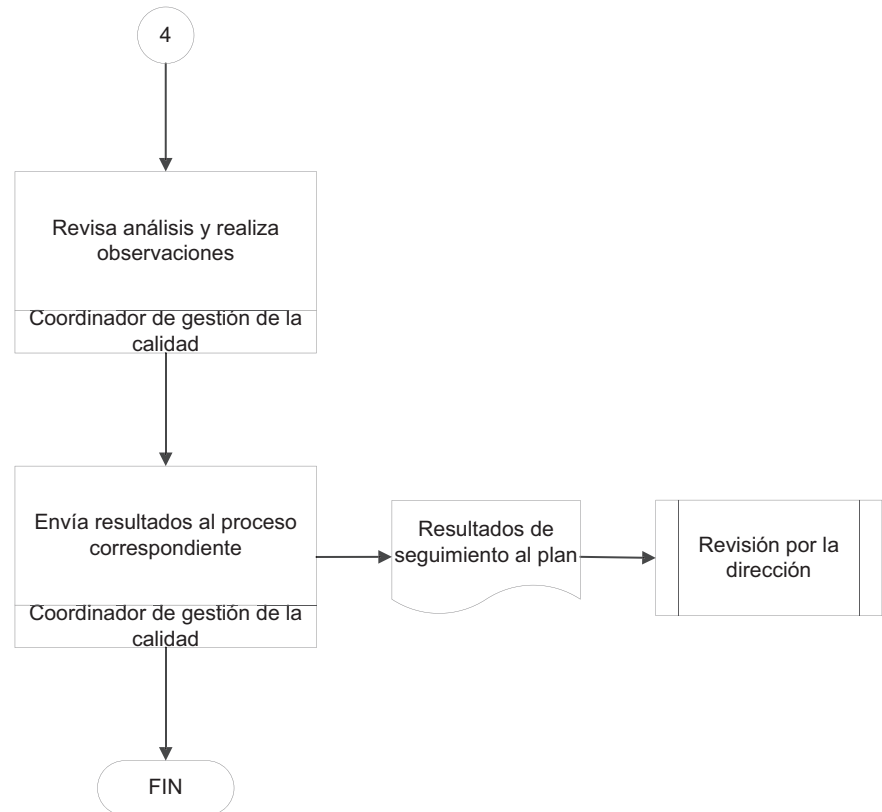 4
Revisa análisis y realiza
observaciones
Coordinador de gestión de la
calidad
Envía resultados al proceso
correspondiente
Coordinador de gestión de la
calidad
Resultados de
seguimiento al plan
Revisión por la
dirección
FIN